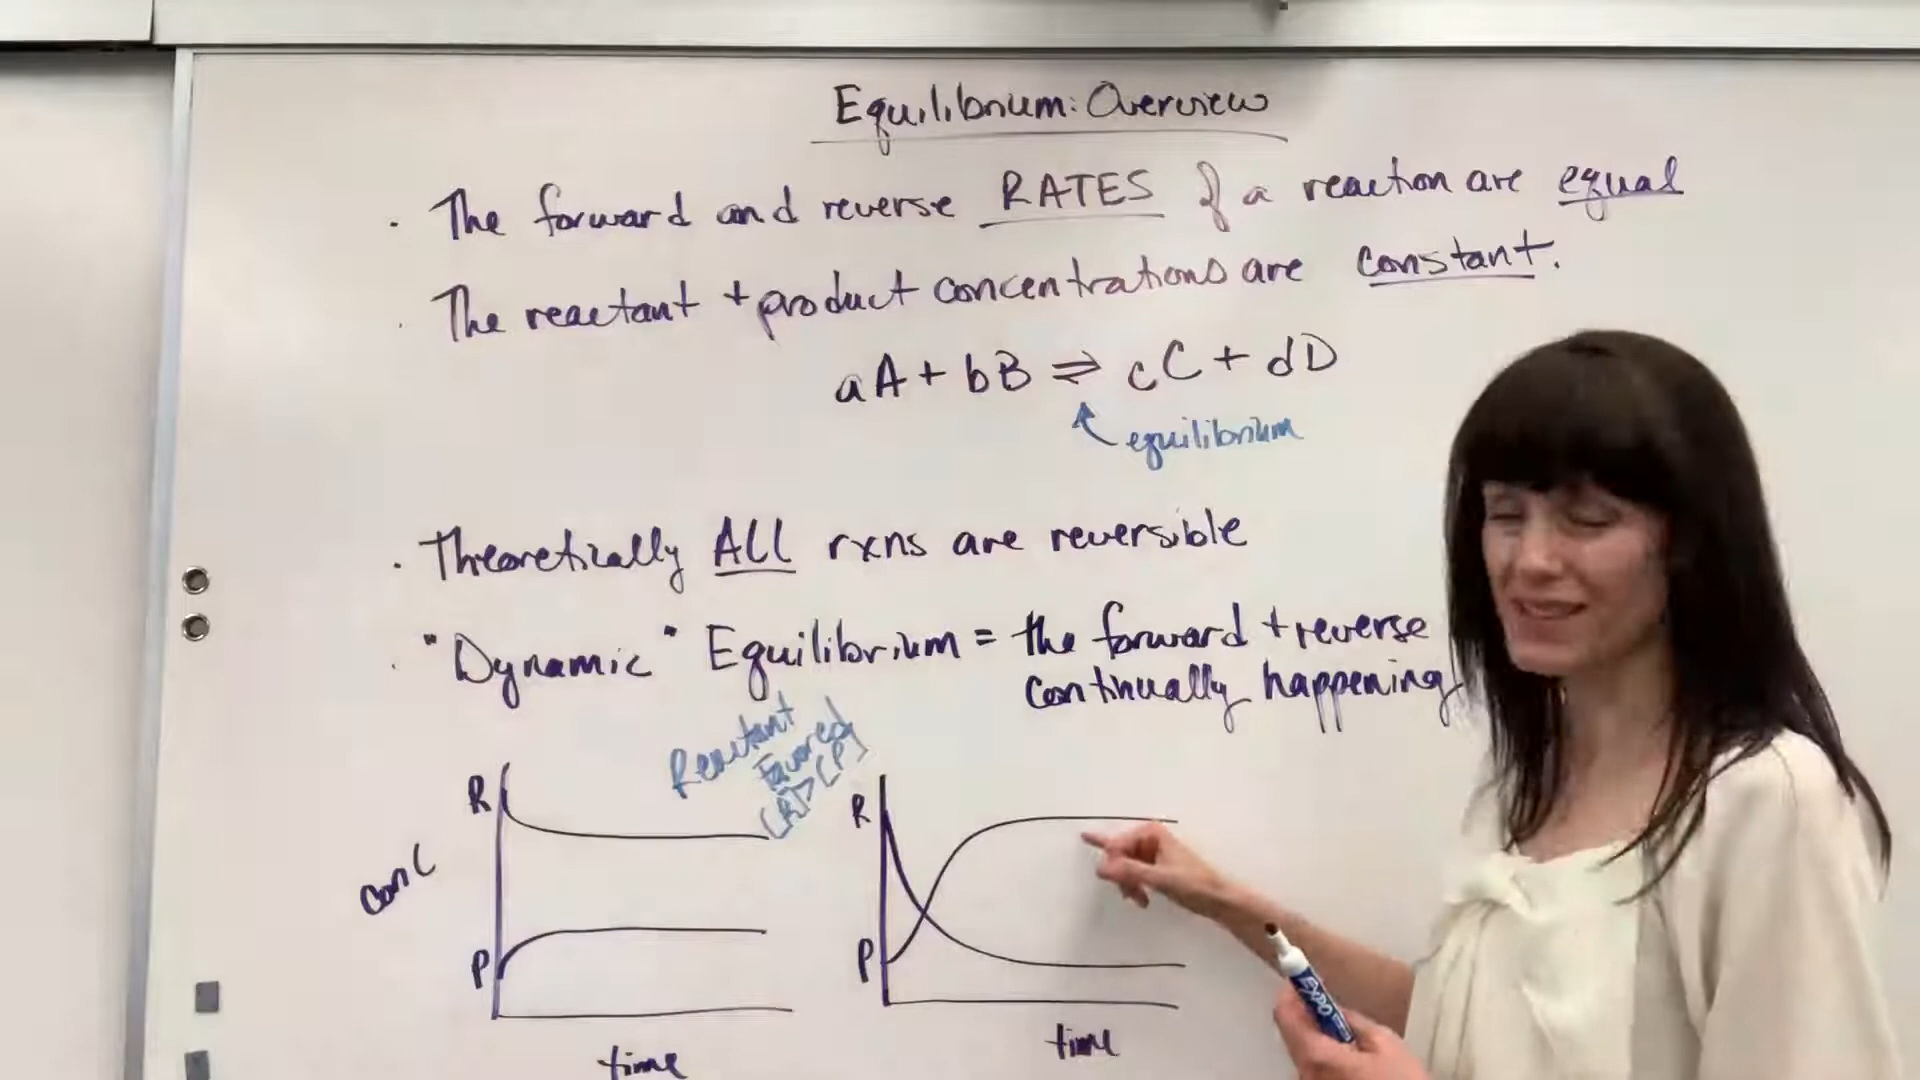 Equilibrium: Overview
· The forward and reverse RATES of a reaction are equal
· The reactant + product concentrations are constant.
aA + bB ⇌ cC + dD
equilibrium
· Theoretically ALL rxns are reversible
· "Dynamic" Equilibrium = the forward + reverse
continually happening
Reactant
Favored
[R]>[P]
R
R
conc
P
P
time
time
EXPO